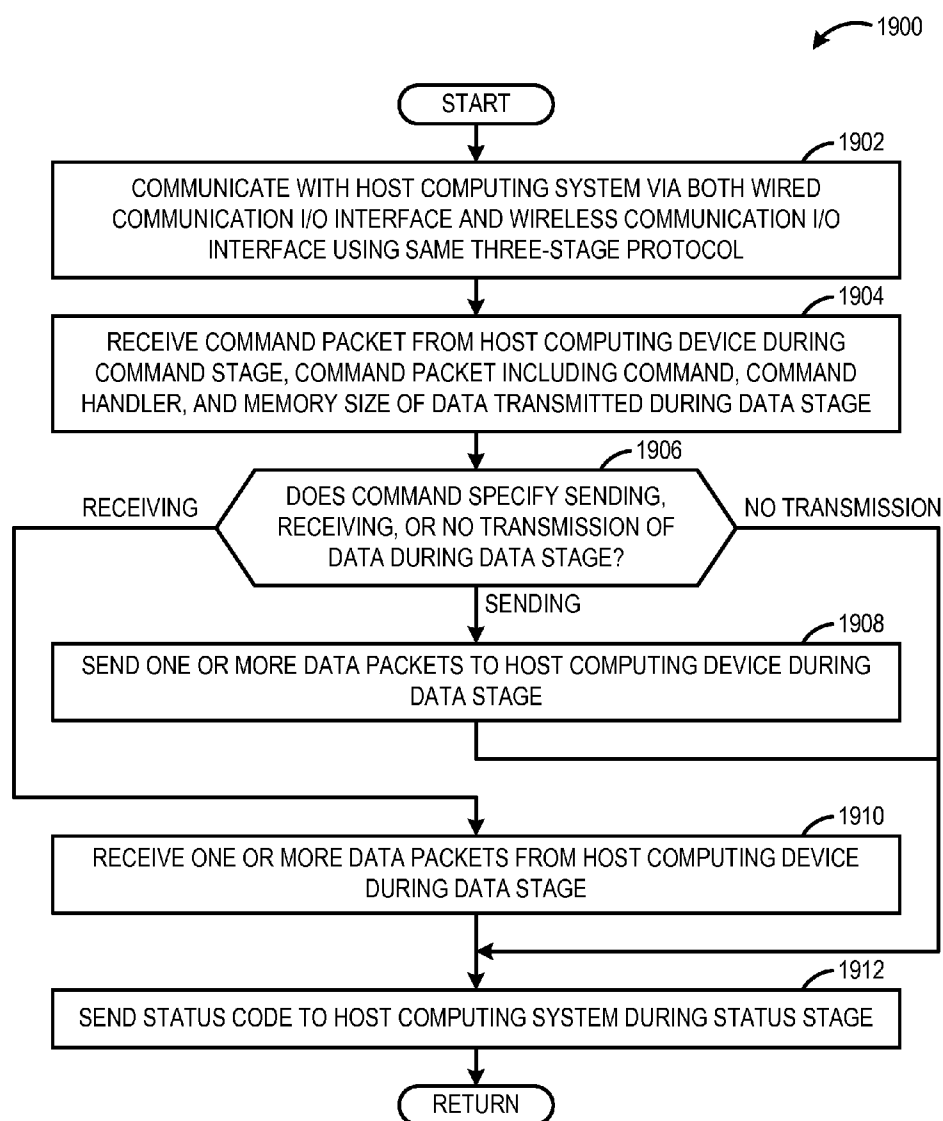 1900
START
1902
COMMUNICATE WITH HOST COMPUTING SYSTEM VIA BOTH WIRED
COMMUNICATION I/O INTERFACE AND WIRELESS COMMUNICATION I/O
INTERFACE USING SAME THREE-STAGE PROTOCOL
1904
RECEIVE COMMAND PACKET FROM HOST COMPUTING DEVICE DURING
COMMAND STAGE, COMMAND PACKET INCLUDING COMMAND, COMMAND
HANDLER, AND MEMORY SIZE OF DATA TRANSMITTED DURING DATA STAGE
1906
RECEIVING
DOES COMMAND SPECIFY SENDING,
RECEIVING, OR NO TRANSMISSION OF
DATA DURING DATA STAGE?
NO TRANSMISSION
SENDING
1908
SEND ONE OR MORE DATA PACKETS TO HOST COMPUTING DEVICE DURING
DATA STAGE
1910
RECEIVE ONE OR MORE DATA PACKETS FROM HOST COMPUTING DEVICE
DURING DATA STAGE
1912
SEND STATUS CODE TO HOST COMPUTING SYSTEM DURING STATUS STAGE
RETURN